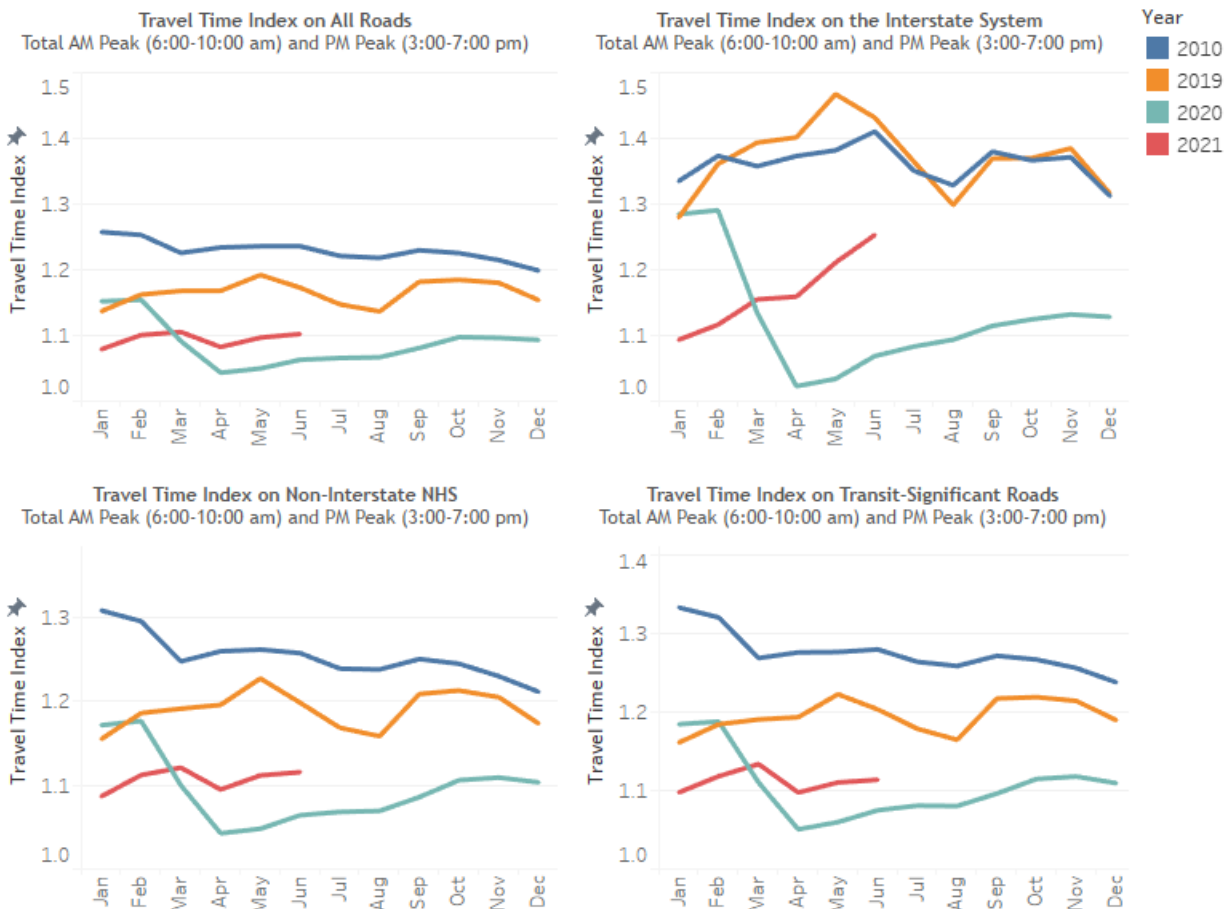 Travel Time Index on All Roads
Total AM Peak (6:00-10:00 am) and PM Peak (3:00-7:00 pm)
Travel Time Index
1.5
1.4
1.3
1.2
1.1
1.0
Jan
Feb
Mar
Apr
May
Jun
Jul
Aug
Sep
Oct
Nov
Dec
Travel Time Index on the Interstate System
Total AM Peak (6:00-10:00 am) and PM Peak (3:00-7:00 pm)
Travel Time Index
1.5
1.4
1.3
1.2
1.1
1.0
Jan
Feb
Mar
Apr
May
Jun
Jul
Aug
Sep
Oct
Nov
Dec
Year
2010
2019
2020
2021
Travel Time Index on Non-Interstate NHS
Total AM Peak (6:00-10:00 am) and PM Peak (3:00-7:00 pm)
Travel Time Index
1.3
1.2
1.1
1.0
Jan
Feb
Mar
Apr
May
Jun
Jul
Aug
Sep
Oct
Nov
Dec
Travel Time Index on Transit-Significant Roads
Total AM Peak (6:00-10:00 am) and PM Peak (3:00-7:00 pm)
Travel Time Index
1.4
1.3
1.2
1.1
1.0
Jan
Feb
Mar
Apr
May
Jun
Jul
Aug
Sep
Oct
Nov
Dec